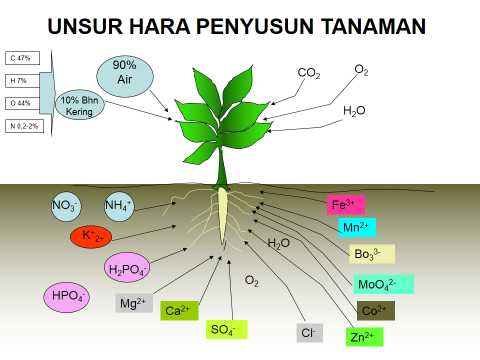 UNSUR HARA PENYUSUN TANAMAN
C 47%
H 7%
O 44%
N 0,2-2%
90%
Air
10% Bhn
Kering
CO₂
O₂
H₂O
NO₃⁻
NH₄⁺
K⁺₂₊
H₂PO₄⁻
HPO₄⁻
Mg²⁺
Ca²⁺
SO₄⁻
O₂
H₂O
Cl⁻
Fe³⁺
Mn²⁺
Bo₃³⁻
MoO₄²⁻
Co²⁺
Zn²⁺